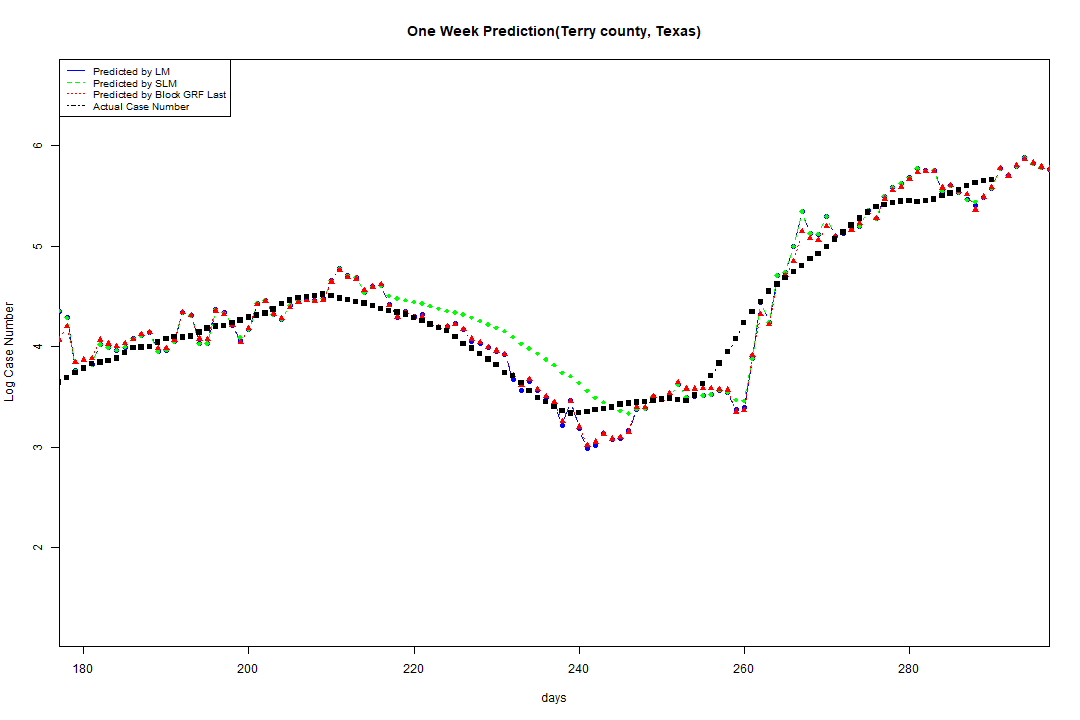 One Week Prediction(Terry county, Texas)
Predicted by LM
Predicted by SLM
Predicted by Block GRF Last
Actual Case Number
6
5
4
3
2
Log Case Number
180 200 220 240 260 280
days